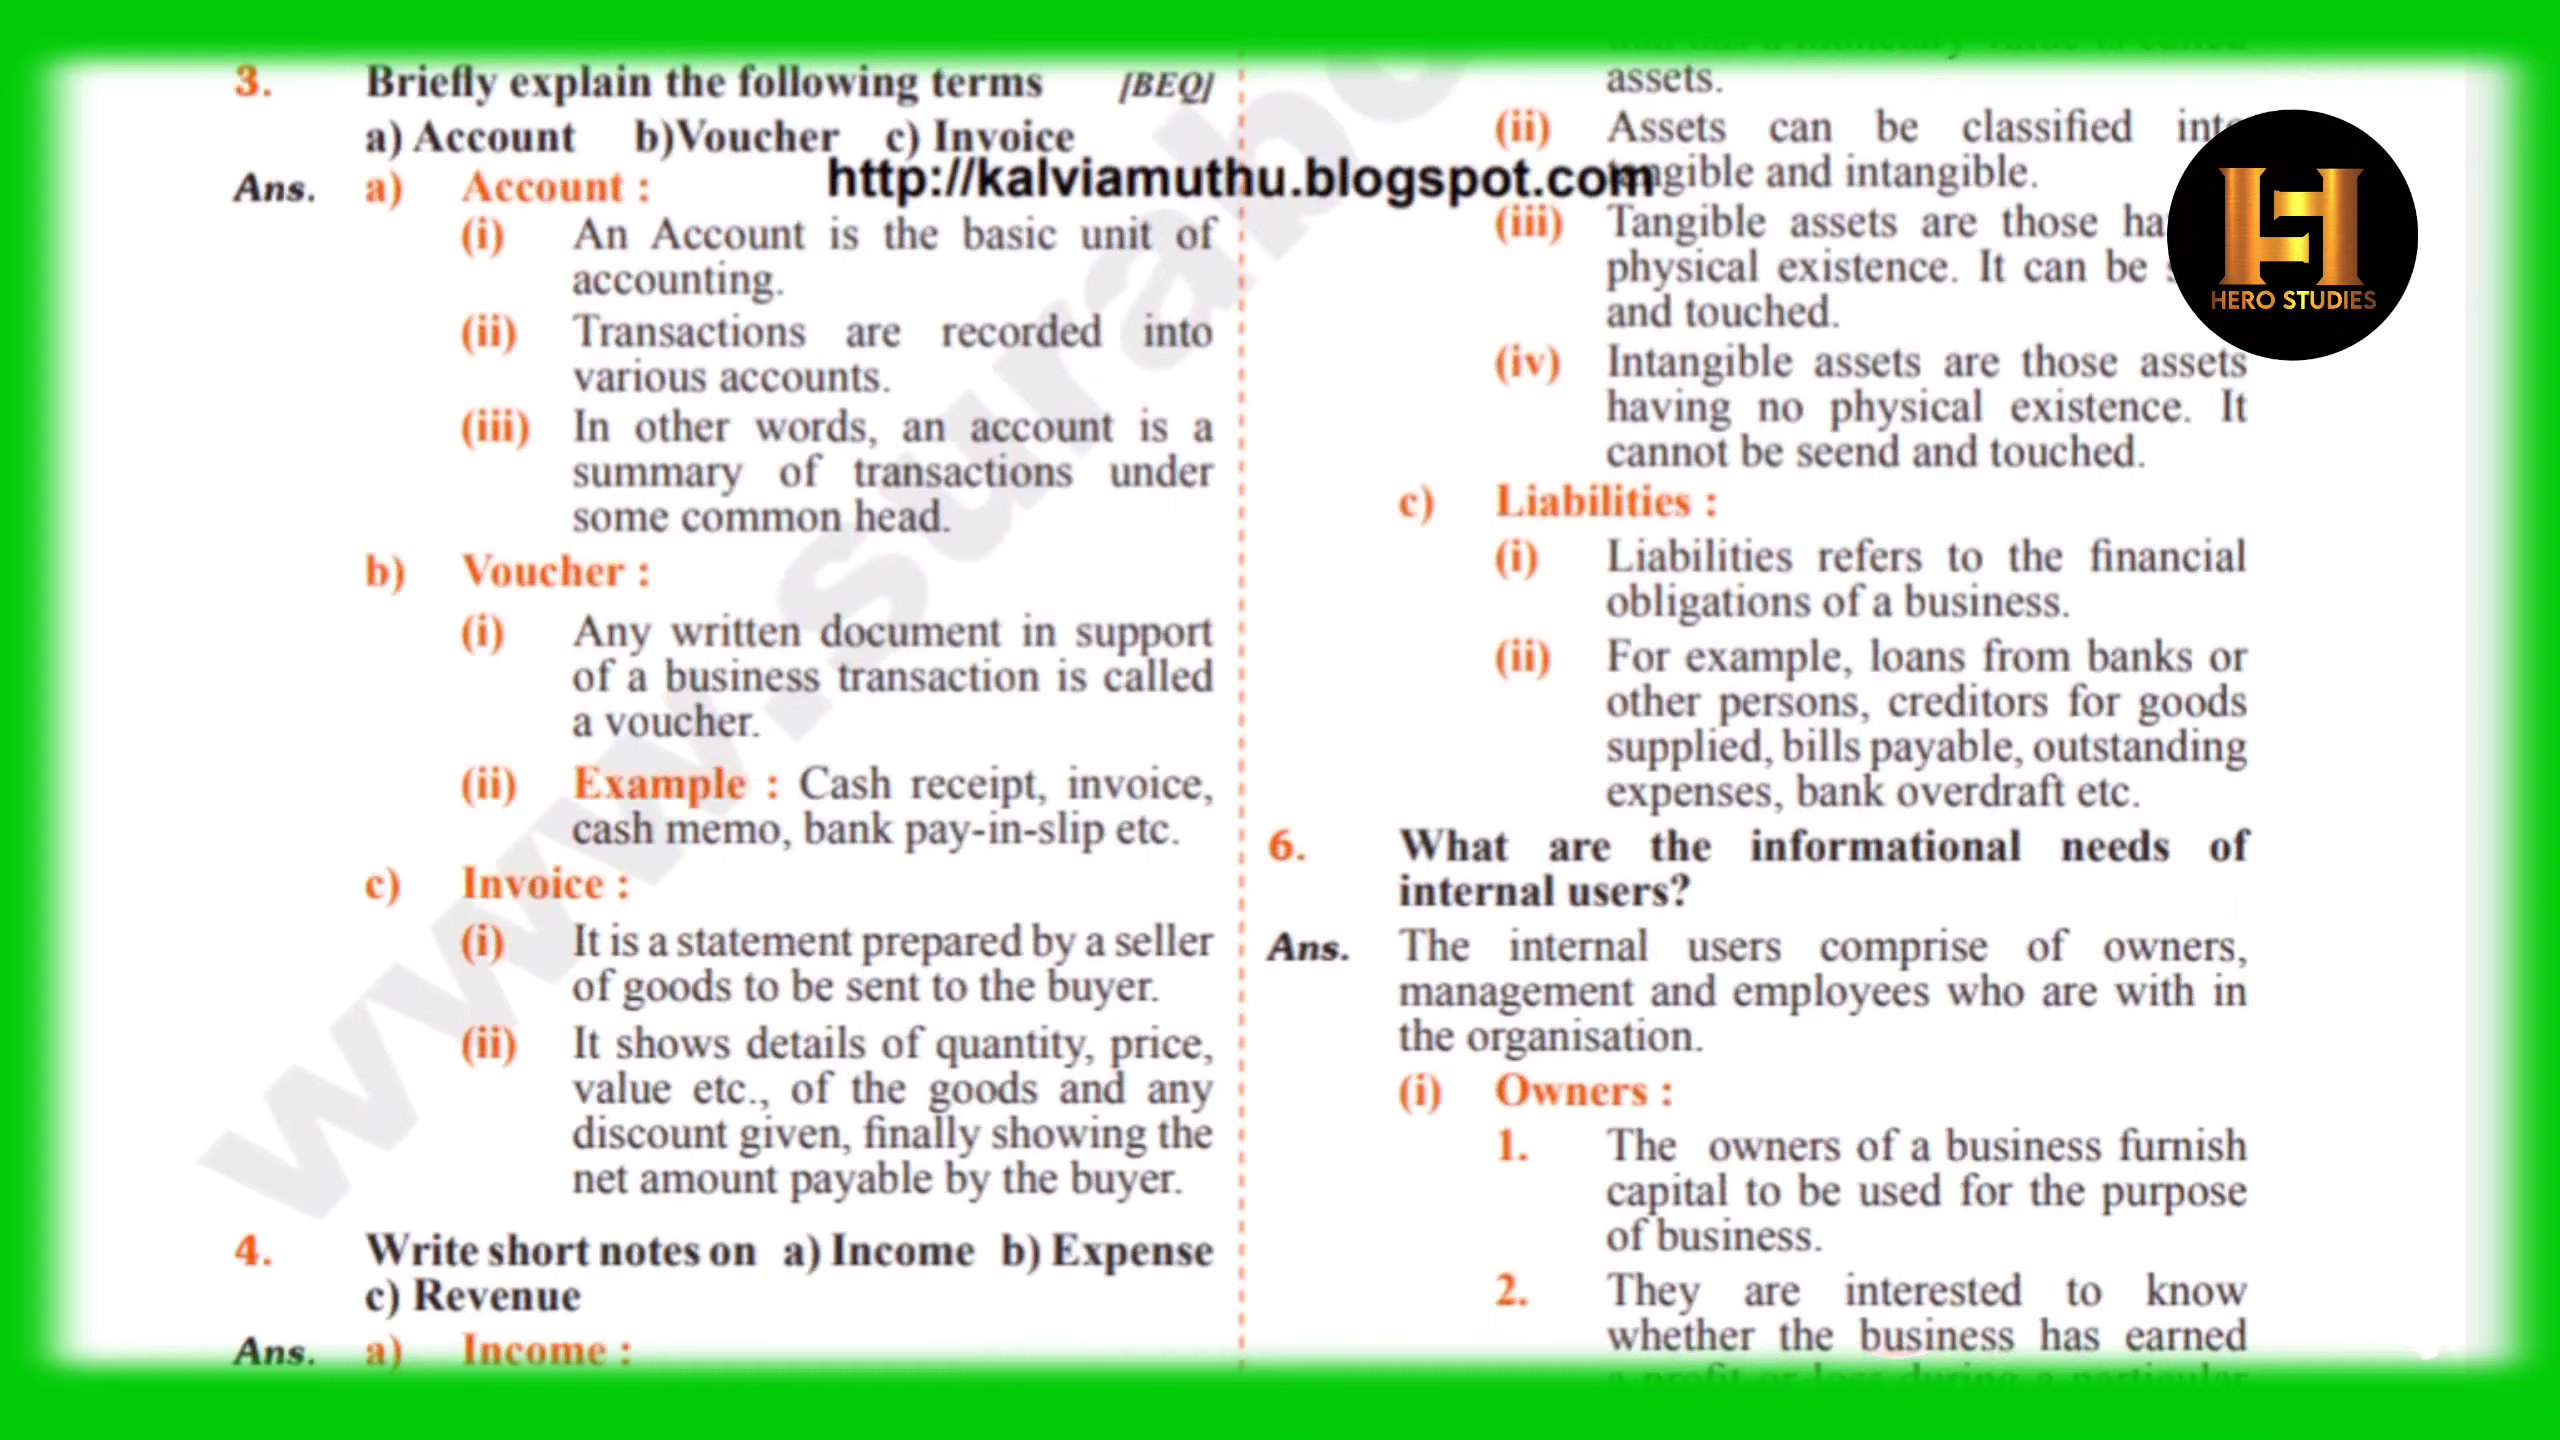 3. Briefly explain the following terms [BEQ]
a) Account b)Voucher c) Invoice
Ans. a) Account :
(i) An Account is the basic unit of
accounting.
(ii) Transactions are recorded into
various accounts.
(iii) In other words, an account is a
summary of transactions under
some common head.
b) Voucher :
(i) Any written document in support
of a business transaction is called
a voucher.
(ii) Example : Cash receipt, invoice,
cash memo, bank pay-in-slip etc.
c) Invoice :
(i) It is a statement prepared by a seller
of goods to be sent to the buyer.
(ii) It shows details of quantity, price,
value etc., of the goods and any
discount given, finally showing the
net amount payable by the buyer.
4. Write short notes on a) Income b) Expense
c) Revenue
Ans. a) Income :
http://kalviamuthu.blogspot.com
assets.
(ii) Assets can be classified into
tangible and intangible.
(iii) Tangible assets are those
physical existence. It can be
and touched.
(iv) Intangible assets are those assets
having no physical existence. It
cannot be seend and touched.
c) Liabilities :
(i) Liabilities refers to the financial
obligations of a business.
(ii) For example, loans from banks or
other persons, creditors for goods
supplied, bills payable, outstanding
expenses, bank overdraft etc.
6. What are the informational needs of
internal users?
Ans. The internal users comprise of owners,
management and employees who are with in
the organisation.
(i) Owners :
1. The owners of a business furnish
capital to be used for the purpose
of business.
2. They are interested to know
whether the business has earned
a profit or loss during a particular
H
HERO STUDIES